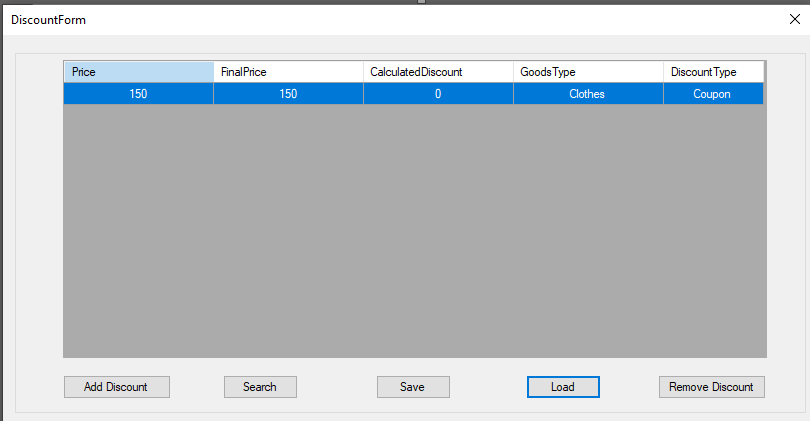 DiscountForm
Price FinalPrice CalculatedDiscount GoodsType DiscountType
150 150 0 Clothes Coupon
Add Discount Search Save Load Remove Discount